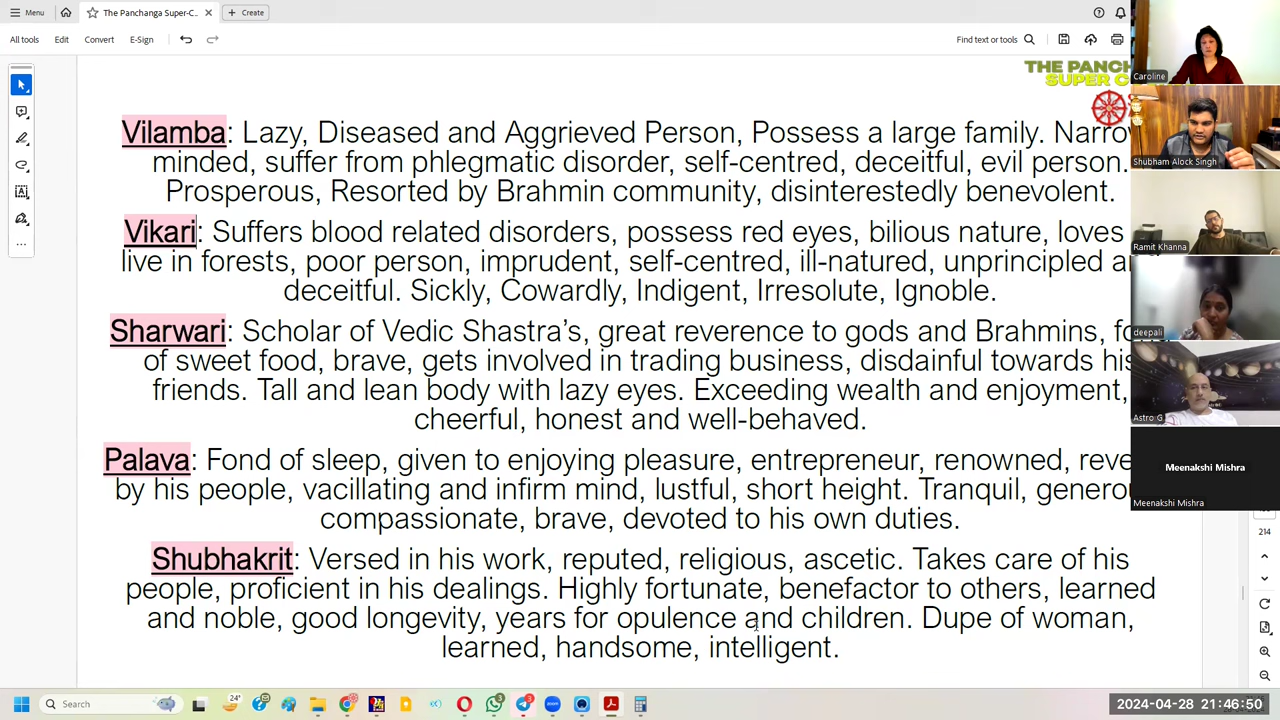 Menu
The Panchanga Super-C..
Create
All tools
Edit
Convert
E-Sign
Find text or tools
THE PANCH
SUPER C
Vilamba: Lazy, Diseased and Aggrieved Person, Possess a large family. Narrow
minded, suffer from phlegmatic disorder, self-centred, deceitful, evil person.
Prosperous, Resorted by Brahmin community, disinterestedly benevolent.
Vikari: Suffers blood related disorders, possess red eyes, bilious nature, loves
live in forests, poor person, imprudent, self-centred, ill-natured, unprincipled
deceitful. Sickly, Cowardly, Indigent, Irresolute, Ignoble.
Sharwari: Scholar of Vedic Shastra's, great reverence to gods and Brahmins,
of sweet food, brave, gets involved in trading business, disdainful towards his
friends. Tall and lean body with lazy eyes. Exceeding wealth and enjoyment,
cheerful, honest and well-behaved.
Palava: Fond of sleep, given to enjoying pleasure, entrepreneur, renowned,
by his people, vacillating and infirm mind, lustful, short height. Tranquil,
compassionate, brave, devoted to his own duties.
Shubhakrit: Versed in his work, reputed, religious, ascetic. Takes care of his
people, proficient in his dealings. Highly fortunate, benefactor to others, learned
and noble, good longevity, years for opulence and children. Dupe of woman,
learned, handsome, intelligent.
Caroline
Shubham Alock Singh
Ramit Khanna
deepali
Astro G
Meenakshi Mishra
Meenakshi Mishra
214
Search
24°
2024-04-28 21:46:50